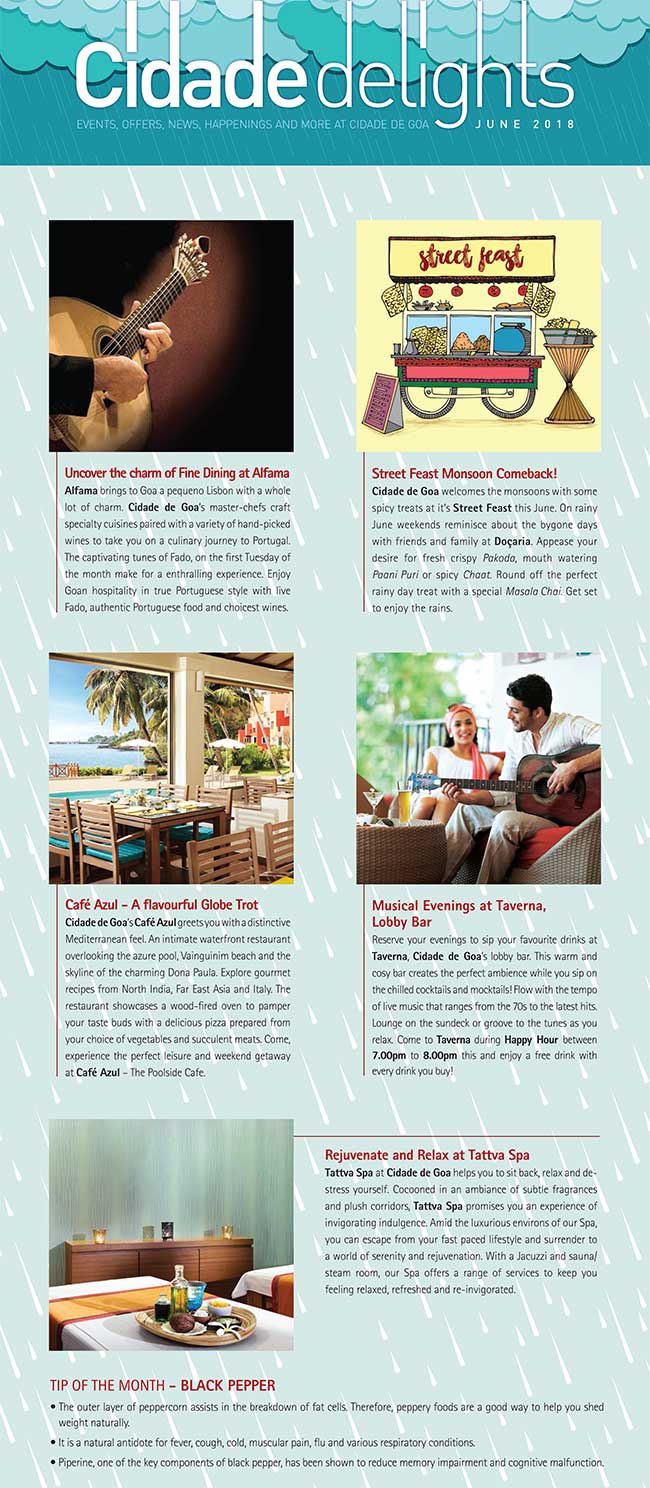 Cidade delights
EVENTS, OFFERS, NEWS, HAPPENINGS AND MORE AT CIDADE DE GOA JUNE 2018
Uncover the charm of Fine Dining at Alfama
Alfama brings to Goa a pequeno Lisbon with a whole
lot of charm. Cidade de Goa's master-chefs craft
specialty cuisines paired with a variety of hand-picked
wines to take you on a culinary journey to Portugal.
The captivating tunes of Fado, on the first Tuesday of
the month make for a enthralling experience. Enjoy
Goan hospitality in true Portuguese style with live
Fado, authentic Portuguese food and choicest wines.
street feast
Street Feast Monsoon Comeback!
Cidade de Goa welcomes the monsoons with some
spicy treats at it's Street Feast this June. On rainy
June weekends reminisce about the bygone days
with friends and family at Doçaria. Appease your
desire for fresh crispy Pakoda, mouth watering
Paani Puri or spicy Chaat. Round off the perfect
rainy day treat with a special Masala Chai. Get set
to enjoy the rains.
Café Azul - A flavourful Globe Trot
Cidade de Goa's Café Azul greets you with a distinctive
Mediterranean feel. An intimate waterfront restaurant
overlooking the azure pool, Vainguinim beach and the
skyline of the charming Dona Paula. Explore gourmet
recipes from North India, Far East Asia and Italy. The
restaurant showcases a wood-fired oven to pamper
your taste buds with a delicious pizza prepared from
your choice of vegetables and succulent meats. Come,
experience the perfect leisure and weekend getaway
at Café Azul – The Poolside Cafe.
Musical Evenings at Taverna,
Lobby Bar
Reserve your evenings to sip your favourite drinks at
Taverna, Cidade de Goa's lobby bar. This warm and
cosy bar creates the perfect ambience while you sip on
the chilled cocktails and mocktails! Flow with the tempo
of live music that ranges from the 70s to the latest hits.
Lounge on the sundeck or groove to the tunes as you
relax. Come to Taverna during Happy Hour between
7.00pm to 8.00pm this and enjoy a free drink with
every drink you buy!
Rejuvenate and Relax at Tattva Spa
Tattva Spa at Cidade de Goa helps you to sit back, relax and de-
stress yourself. Cocooned in an ambiance of subtle fragrances
and plush corridors, Tattva Spa promises you an experience of
invigorating indulgence. Amid the luxurious environs of our Spa,
you can escape from your fast paced lifestyle and surrender to
a world of serenity and rejuvenation. With a Jacuzzi and sauna/
steam room, our Spa offers a range of services to keep you
feeling relaxed, refreshed and re-invigorated.
TIP OF THE MONTH – BLACK PEPPER
• The outer layer of peppercorn assists in the breakdown of fat cells. Therefore, peppery foods are a good way to help you shed
weight naturally.
• It is a natural antidote for fever, cough, cold, muscular pain, flu and various respiratory conditions.
• Piperine, one of the key components of black pepper, has been shown to reduce memory impairment and cognitive malfunction.